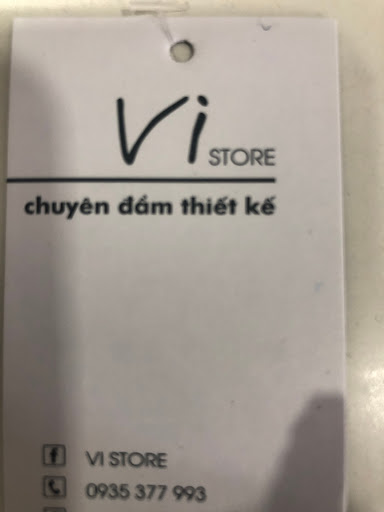 Vi STORE
chuyên đầm thiết kế
VI STORE
0935 377 993